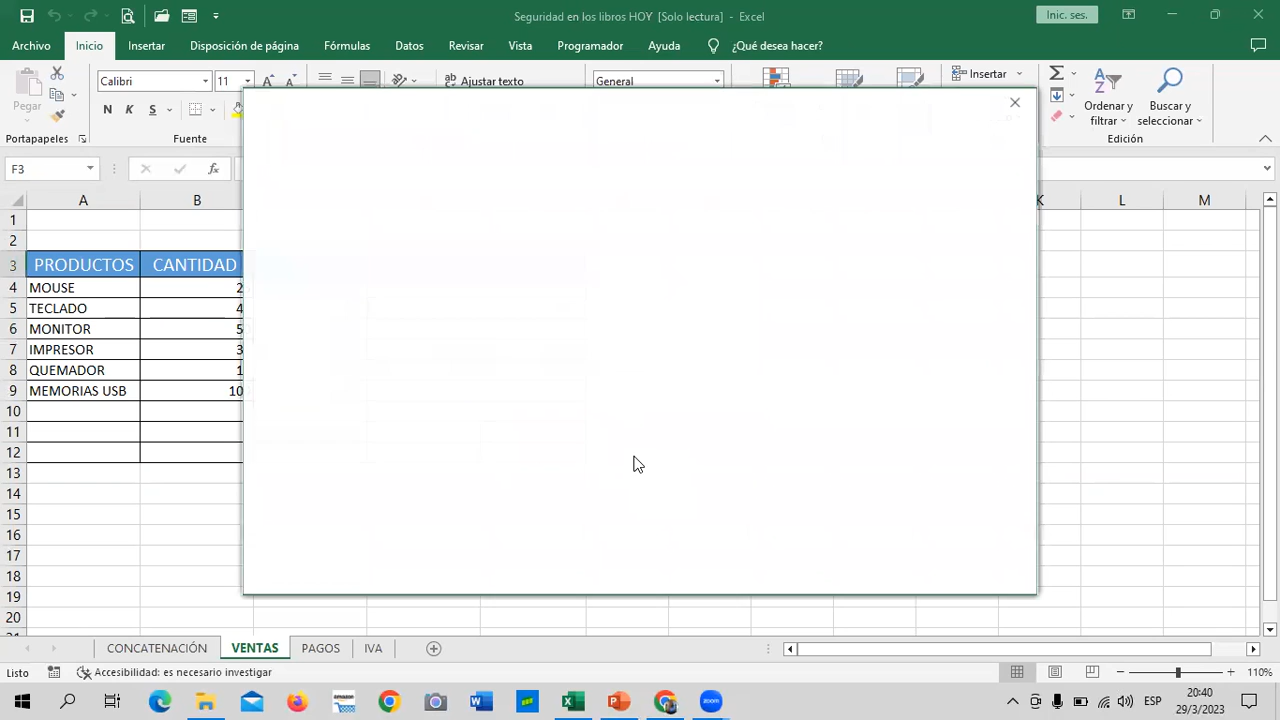 Seguridad en los libros HOY [Solo lectura] - Excel
Inic. ses.
Archivo Inicio Insertar Disposición de página Fórmulas Datos Revisar Vista Programador Ayuda ¿Qué desea hacer?
Pegar
Calibri 11
N K S
ab Ajustar texto
General
Insertar
Ordenar y filtrar
Buscar y seleccionar
Portapapeles Fuente Edición
F3 fx
A B K L M
1
2
3 PRODUCTOS CANTIDAD
4 MOUSE 2
5 TECLADO 4
6 MONITOR 5
7 IMPRESOR 3
8 QUEMADOR 1
9 MEMORIAS USB 10
10
11
12
13
14
15
16
17
18
19
20
CONCATENACIÓN VENTAS PAGOS IVA
Listo Accesibilidad: es necesario investigar 110%
ESP 20:40
29/3/2023